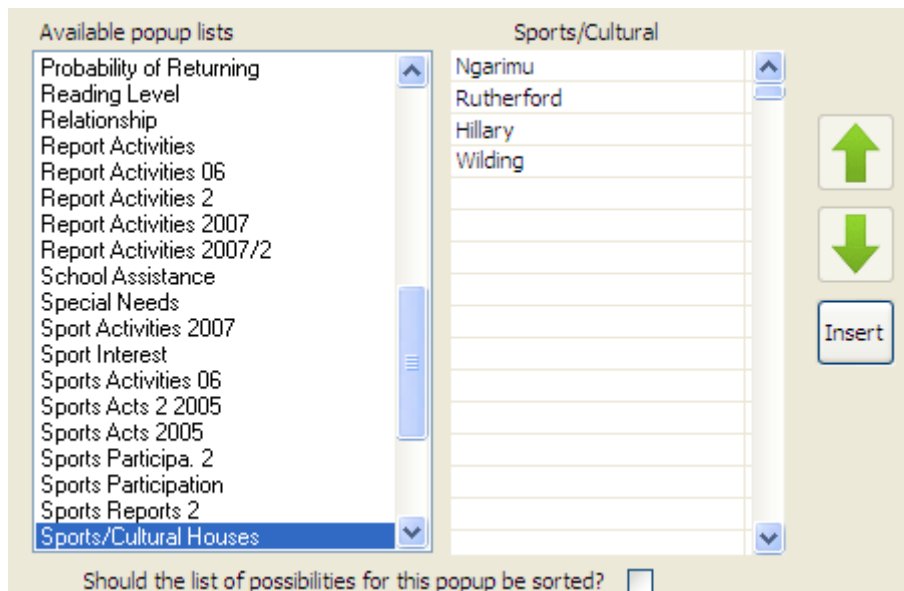 Available popup lists
Probability of Returning
Reading Level
Relationship
Report Activities
Report Activities 06
Report Activities 2
Report Activities 2007
Report Activities 2007/2
School Assistance
Special Needs
Sport Activities 2007
Sport Interest
Sports Activities 06
Sports Acts 2 2005
Sports Acts 2005
Sports Participa. 2
Sports Participation
Sports Reports 2
Sports/Cultural Houses
Sports/Cultural
Ngarimu
Rutherford
Hillary
Wilding
Insert
Should the list of possibilities for this popup be sorted?